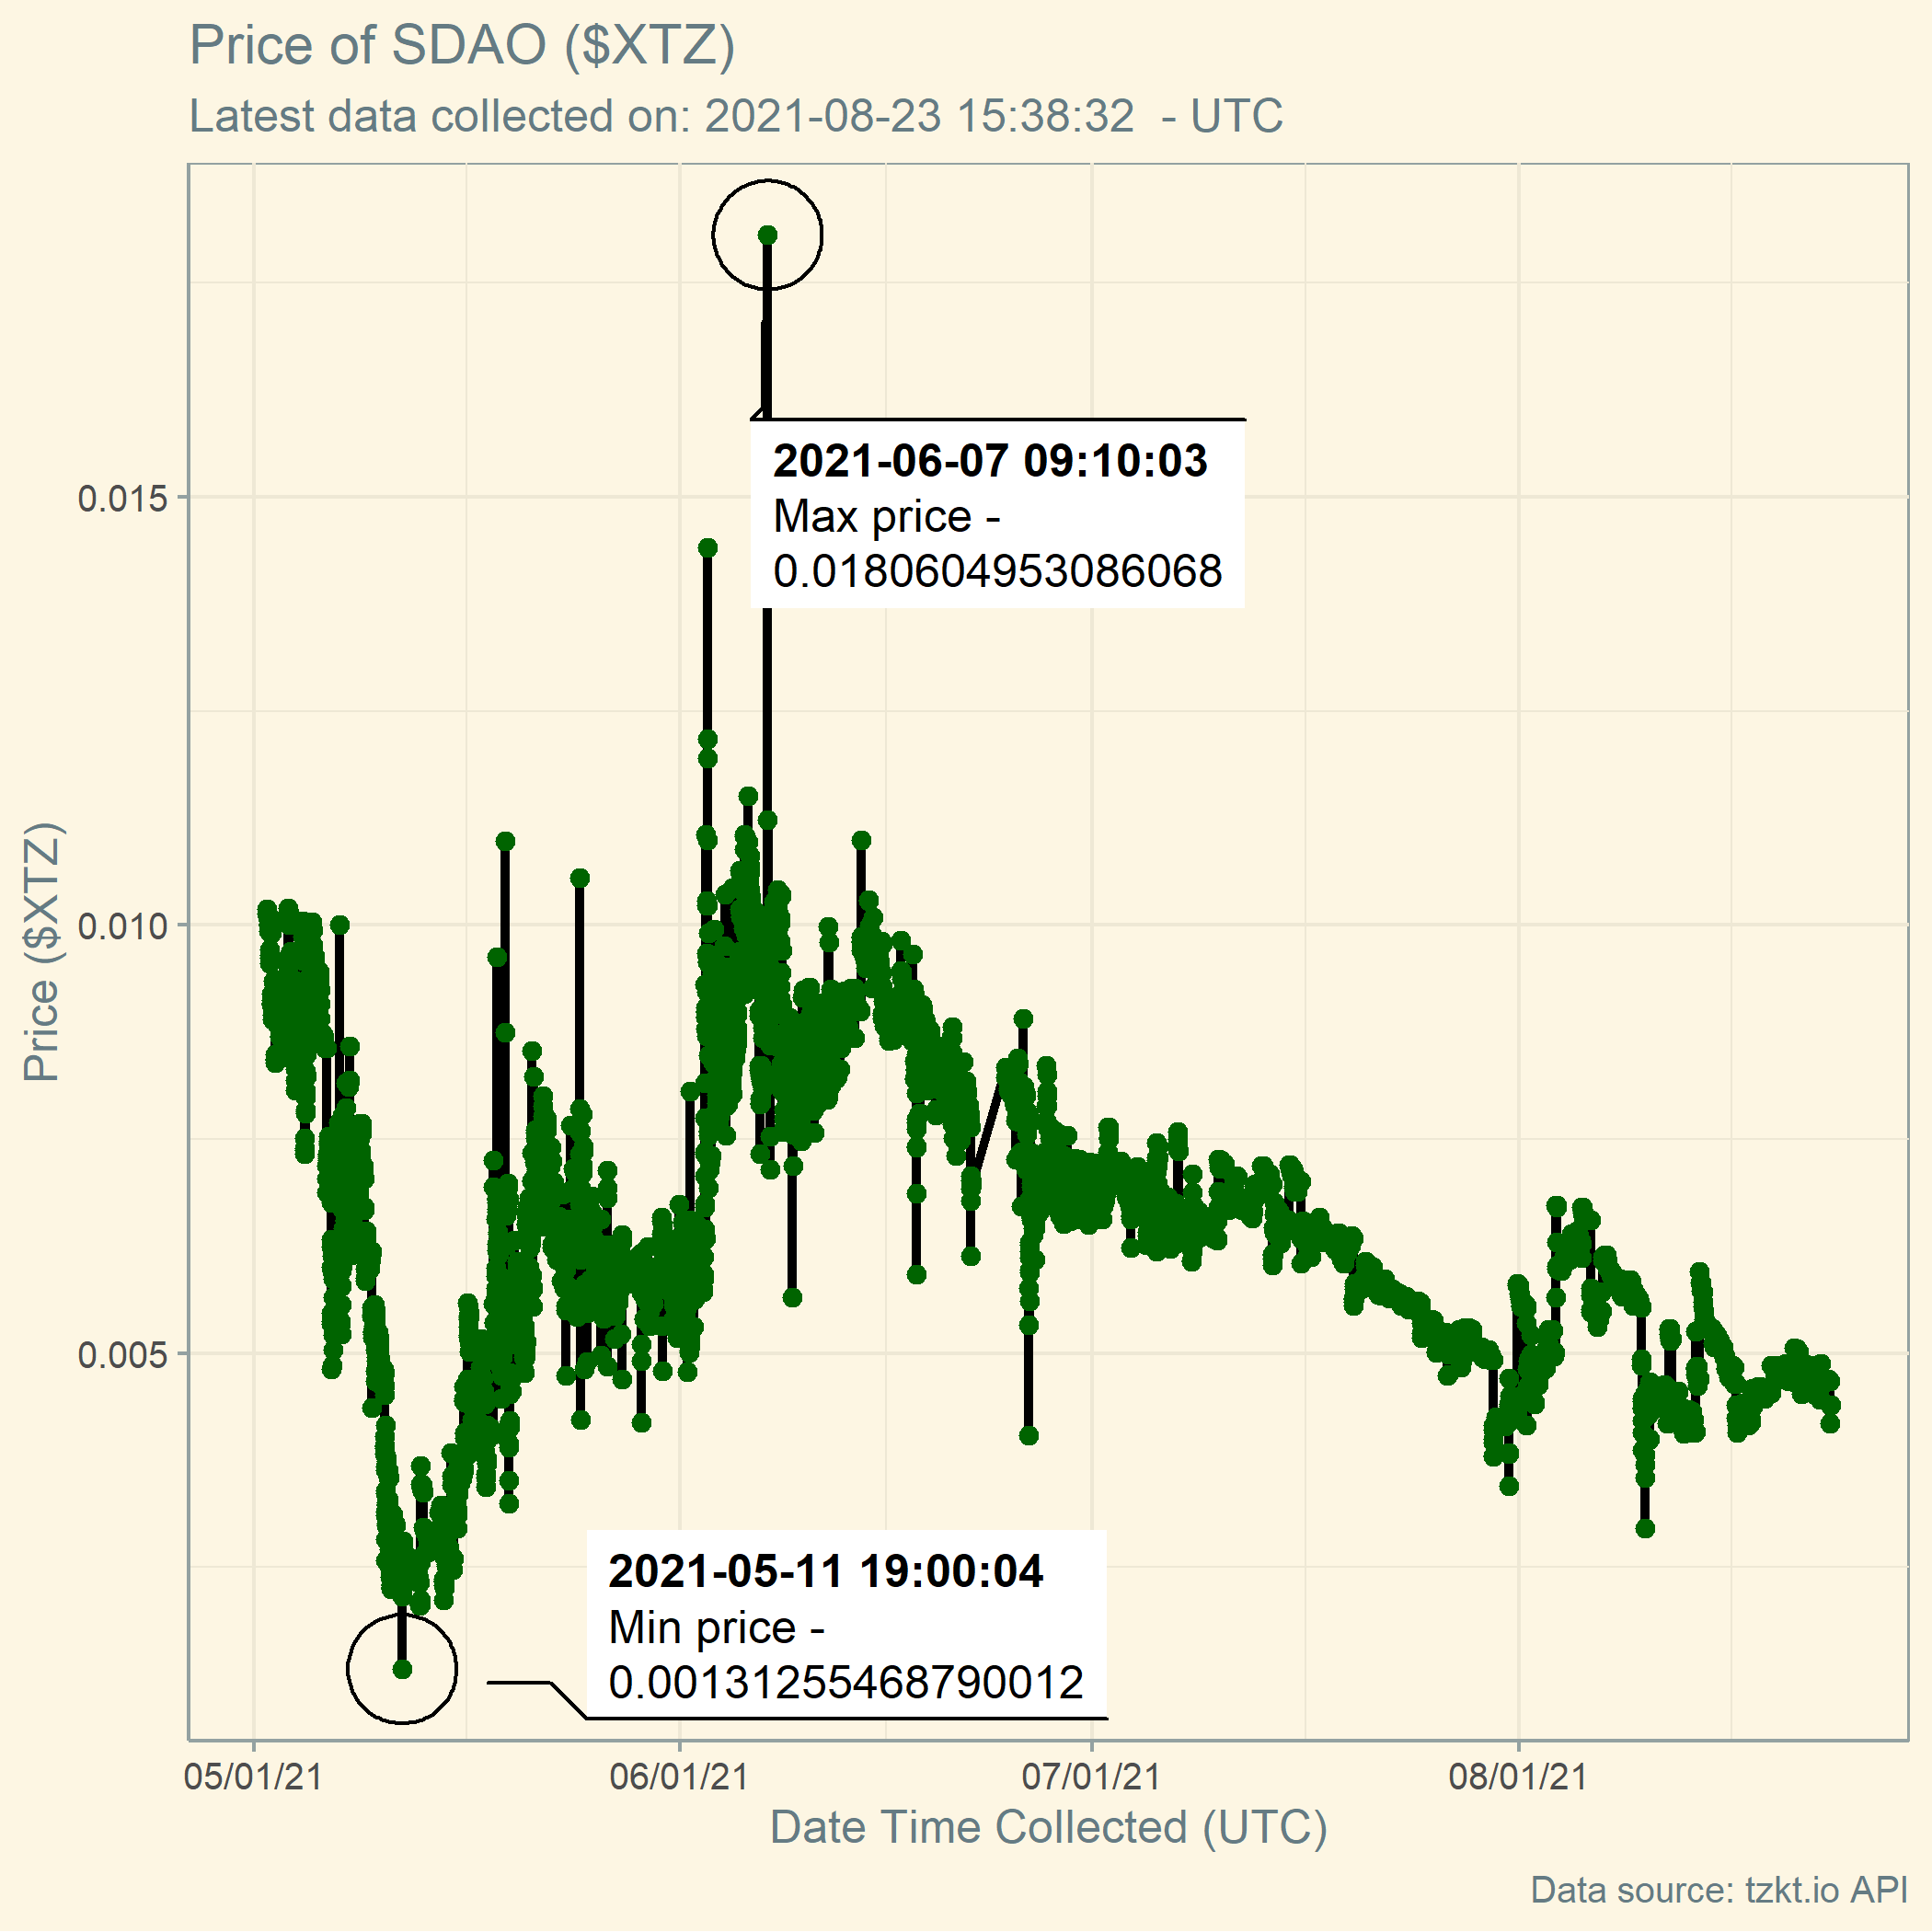 Price of SDAO ($XTZ)
Latest data collected on: 2021-08-23 15:38:32  - UTC
2021-06-07 09:10:03
Max price -
0.0180604953086068
0.015
0.010
0.005
Price ($XTZ)
2021-05-11 19:00:04
Min price -
0.00131255468790012
05/01/21
06/01/21
07/01/21
08/01/21
Date Time Collected (UTC)
Data source: tzkt.io API